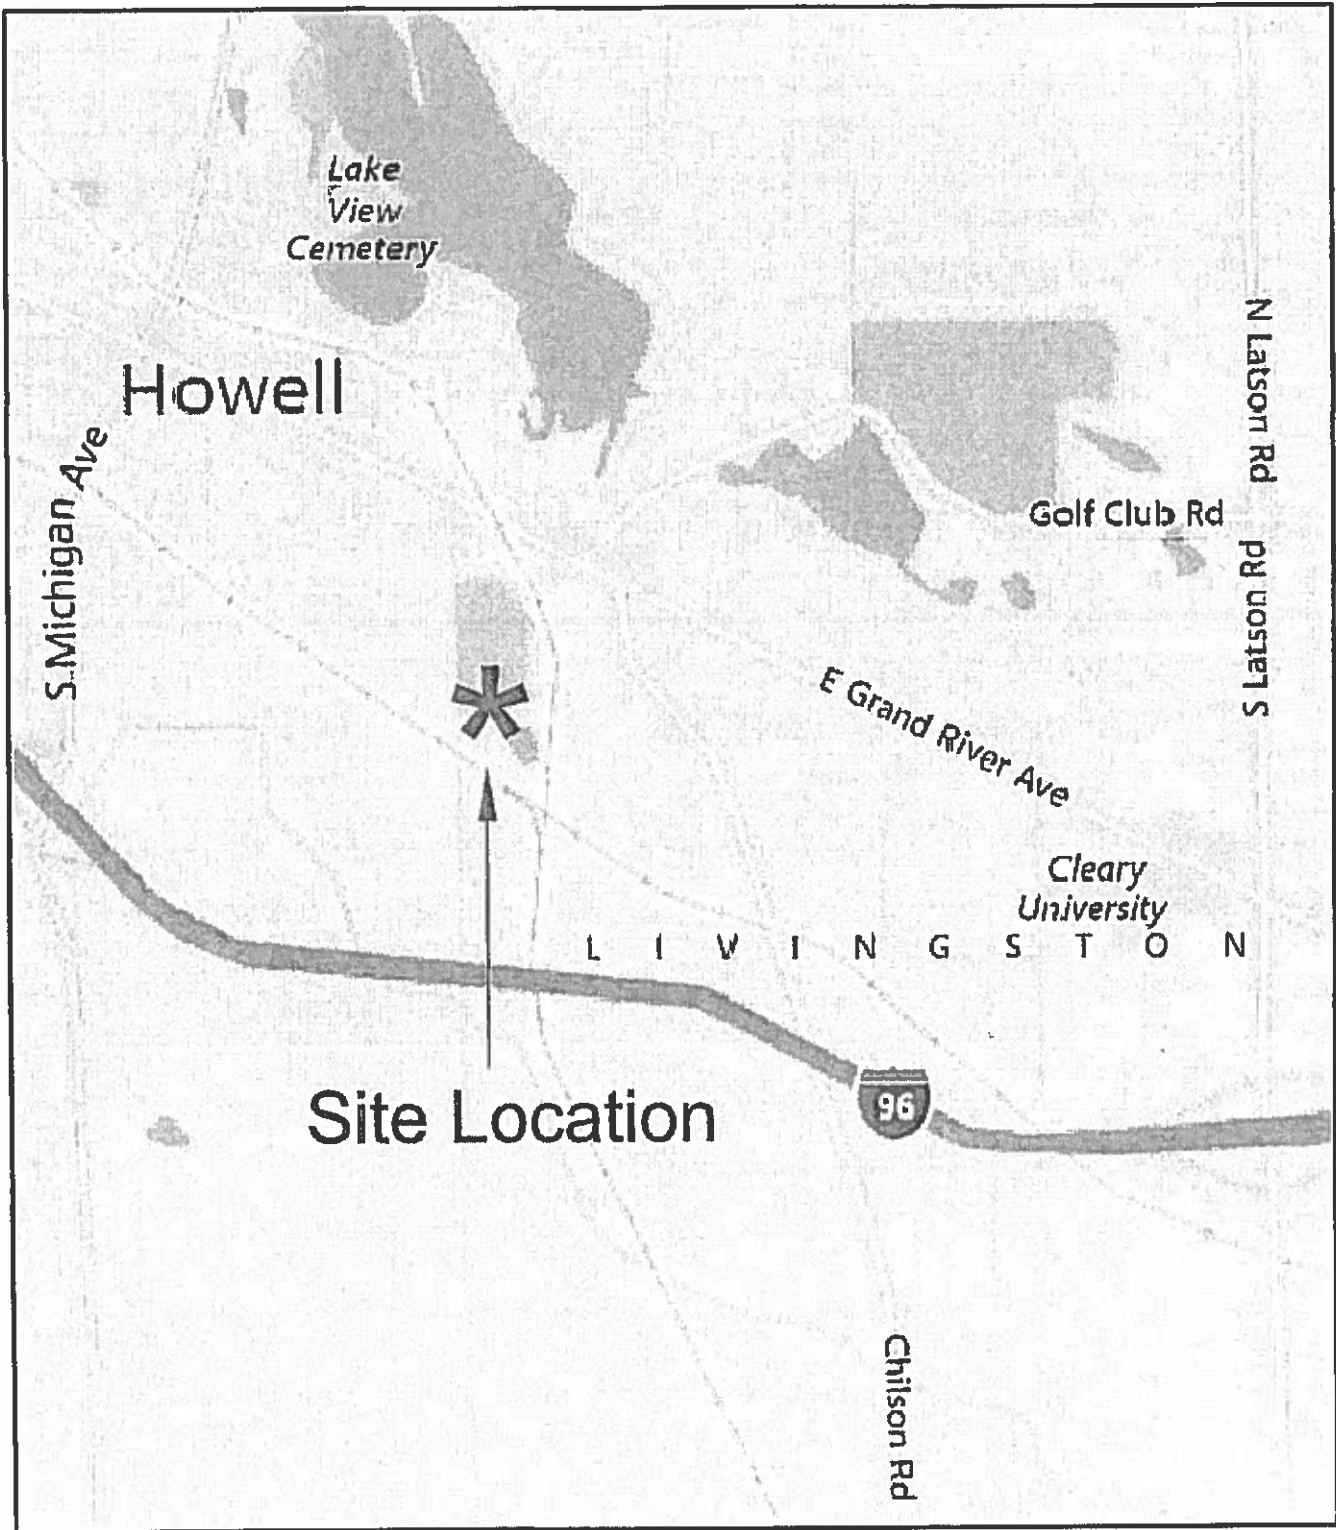 Lake
View
Cemetery
Howell
N Latson Rd
S Michigan Ave
Golf Club Rd
S Latson Rd
E Grand River Ave
Cleary
University
LIVINGSTON
Site Location
96
Chilson Rd